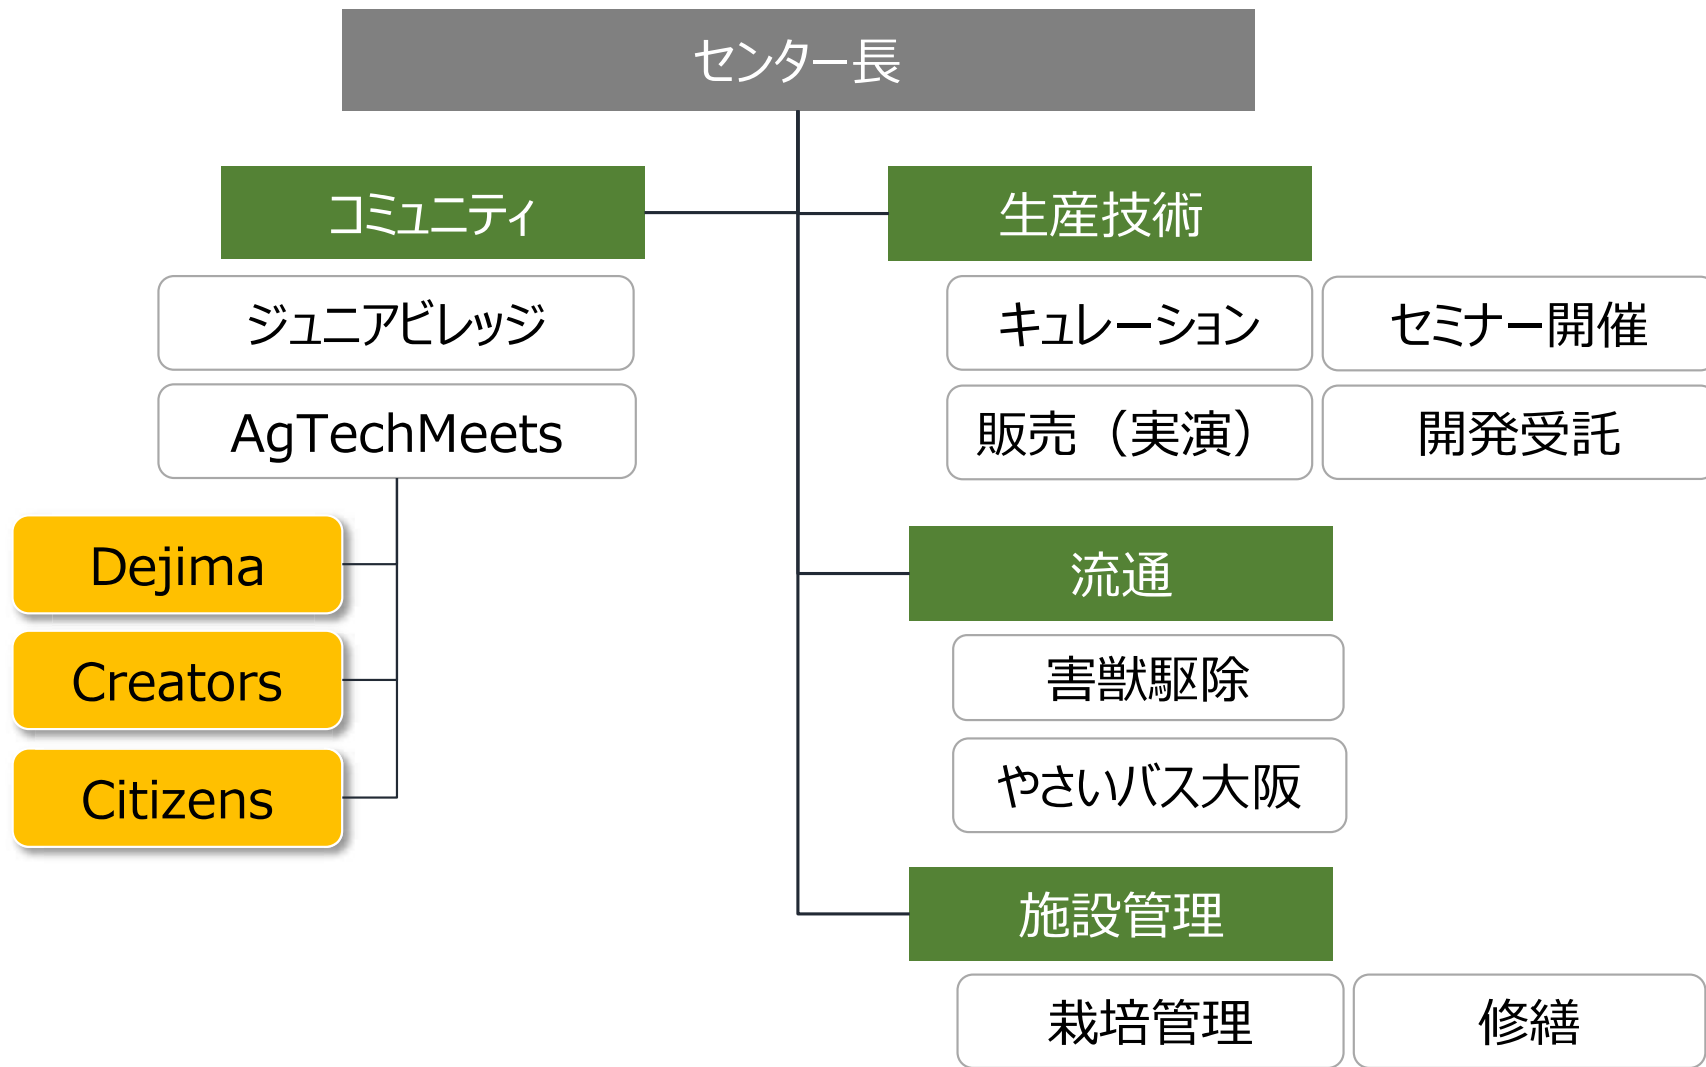 センター長
コミュニティ
ジュニアビレッジ
AgTechMeets
Dejima
Creators
Citizens
生産技術
キュレーション
セミナー開催
販売（実演）
開発受託
流通
害獣駆除
やさいバス大阪
施設管理
栽培管理
修繕